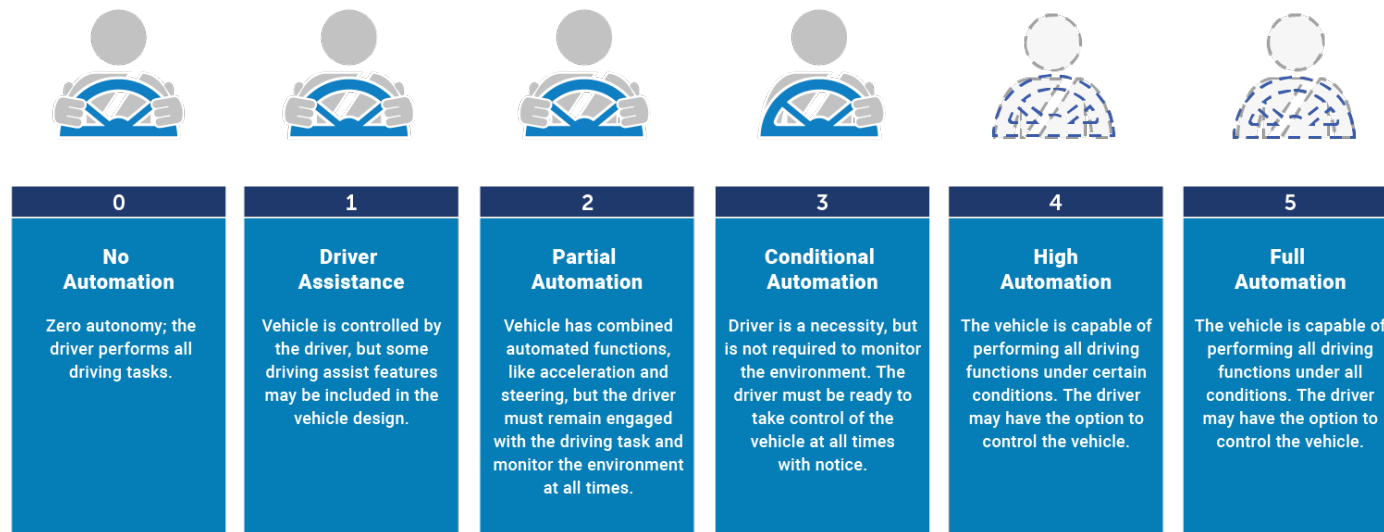 0
No
Automation
Zero autonomy; the
driver performs all
driving tasks.
1
Driver
Assistance
Vehicle is controlled by
the driver, but some
driving assist features
may be included in the
vehicle design.
2
Partial
Automation
Vehicle has combined
automated functions,
like acceleration and
steering, but the driver
must remain engaged
with the driving task and
monitor the environment
at all times.
3
Conditional
Automation
Driver is a necessity, but
is not required to monitor
the environment. The
driver must be ready to
take control of the
vehicle at all times
with notice.
4
High
Automation
The vehicle is capable of
performing all driving
functions under certain
conditions. The driver
may have the option to
control the vehicle.
5
Full
Automation
The vehicle is capable of
performing all driving
functions under all
conditions. The driver
may have the option to
control the vehicle.